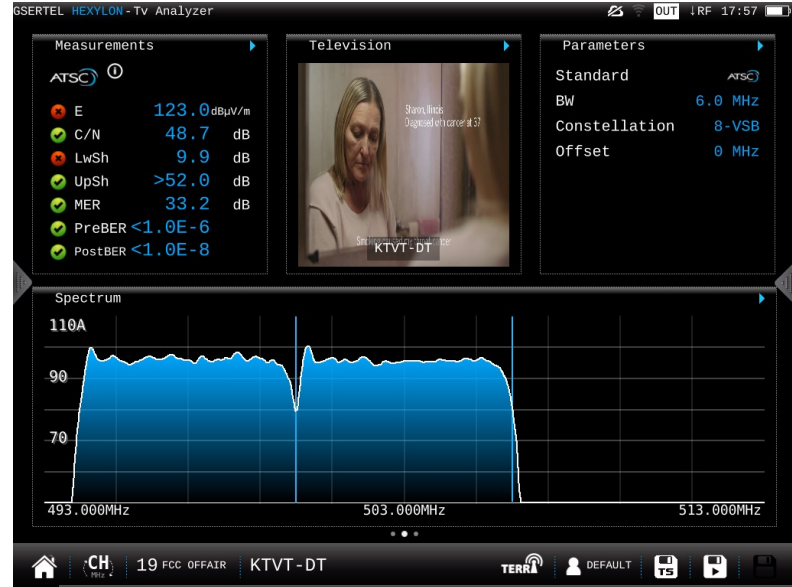 GSERTEL HEXYLON-Tv Analyzer
OUT ↓RF 17:57
Measurements
ATSC
E 123.0 dBµV/m
C/N 48.7 dB
LwSh 9.9 dB
UpSh >52.0 dB
MER 33.2 dB
PreBER <1.0E-6
PostBER <1.0E-8
Television
Sharon, Illinois
Diagnosed with cancer at 37
KTVT-DT
Parameters
Standard ATSC
BW 6.0 MHz
Constellation 8-VSB
Offset 0 MHz
Spectrum
110A
90
70
493.000MHz 503.000MHz 513.000MHz
CH
MHz
19 FCC OFFAIR KTVT-DT
TERR
DEFAULT
TS